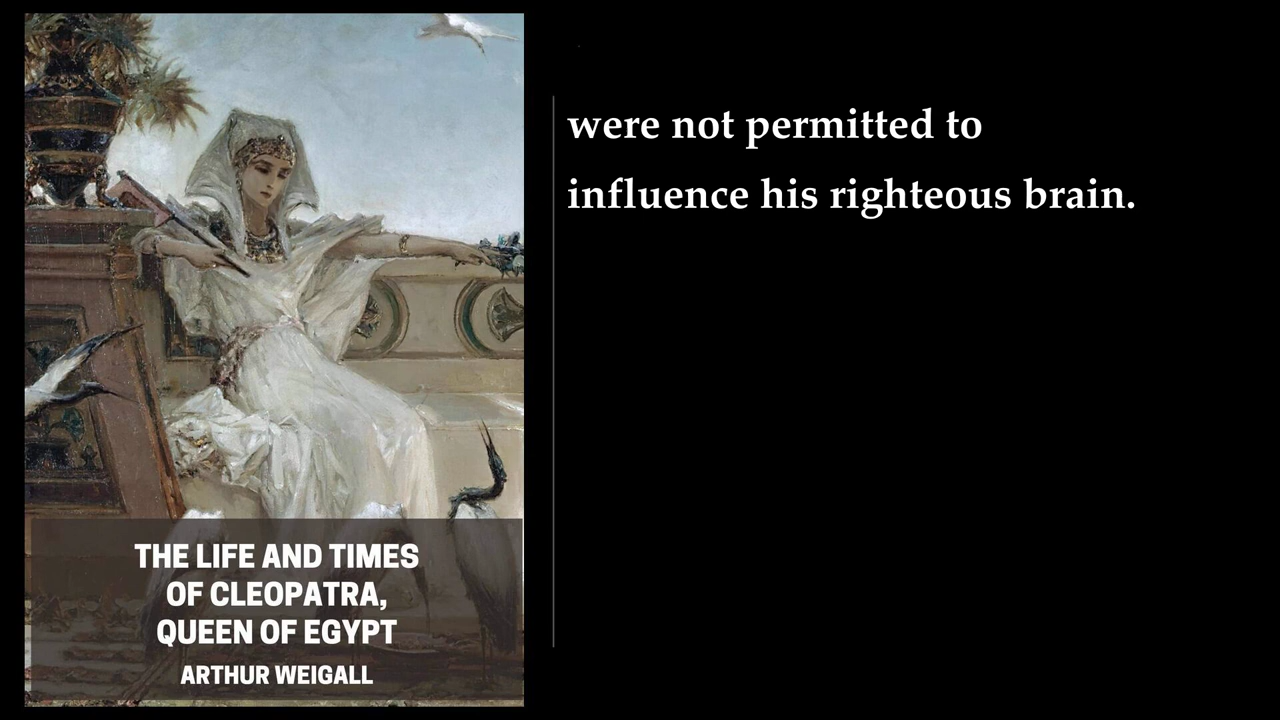 were not permitted to
influence his righteous brain.
THE LIFE AND TIMES
OF CLEOPATRA,
QUEEN OF EGYPT
ARTHUR WEIGALL